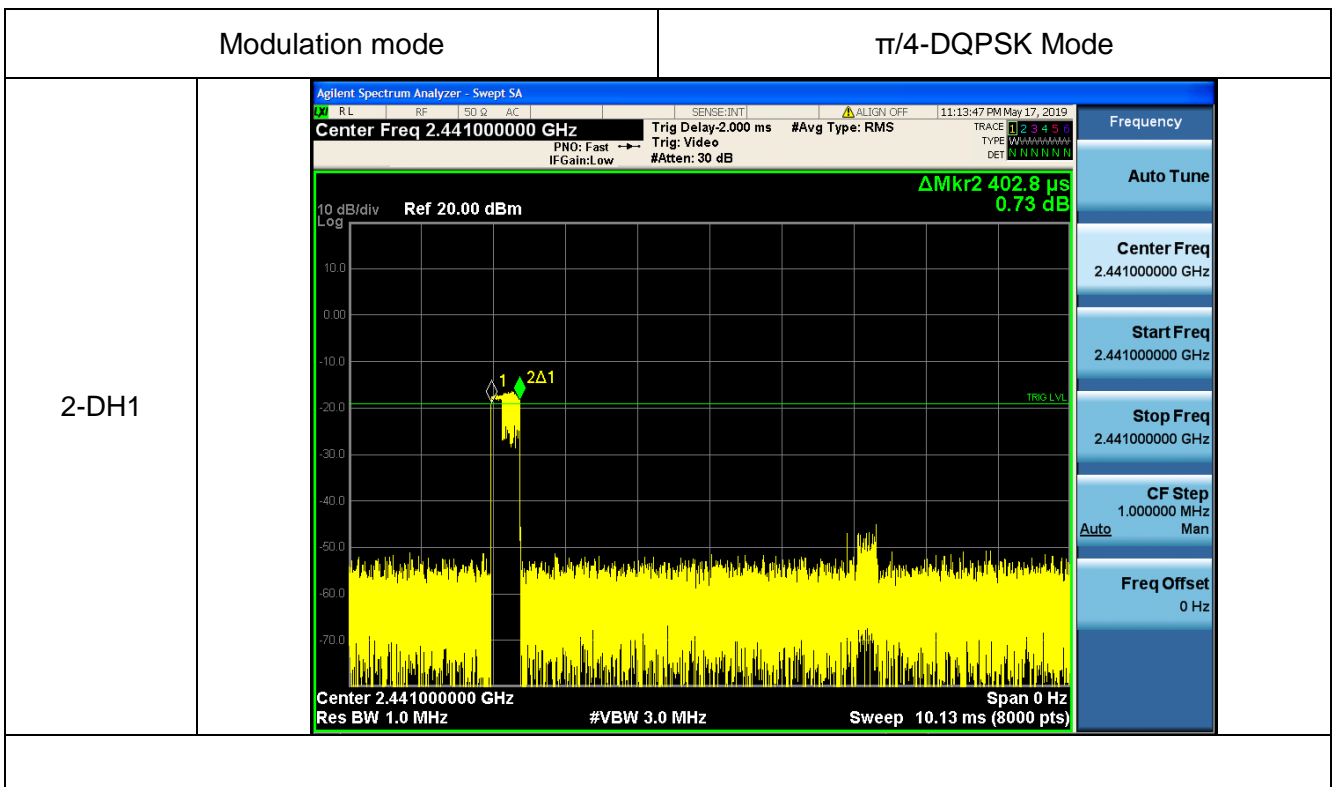 Modulation mode
π/4-DQPSK Mode
2-DH1
Agilent Spectrum Analyzer - Swept SA
LXI RL RF 50 Ω AC SENSE:INT ALIGN OFF 11:13:47 PM May 17, 2019
Center Freq 2.441000000 GHz
PNO: Fast
IFGain:Low
Trig Delay-2.000 ms
Trig: Video
#Atten: 30 dB
#Avg Type: RMS
TRACE 1 2 3 4 5 6
TYPE WWWWWW
DET N N N N N N
ΔMkr2 402.8 µs
0.73 dB
10 dB/div Ref 20.00 dBm
Log
10.0
0.00
-10.0
1 2Δ1
TRIG LVL
-20.0
-30.0
-40.0
-50.0
-60.0
-70.0
Center 2.441000000 GHz Span 0 Hz
Res BW 1.0 MHz #VBW 3.0 MHz Sweep 10.13 ms (8000 pts)
Frequency
Auto Tune
Center Freq
2.441000000 GHz
Start Freq
2.441000000 GHz
Stop Freq
2.441000000 GHz
CF Step
1.000000 MHz
Auto Man
Freq Offset
0 Hz